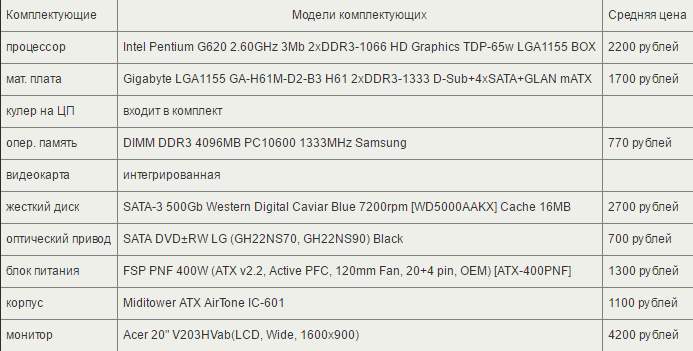 Комплектующие Модели комплектующих Средняя цена
процессор Intel Pentium G620 2.60GHz 3Mb 2xDDR3-1066 HD Graphics TDP-65w LGA1155 BOX 2200 рублей
мат. плата Gigabyte LGA1155 GA-H61M-D2-B3 H61 2xDDR3-1333 D-Sub+4xSATA+GLAN mATX 1700 рублей
кулер на ЦП входит в комплект
опер. память DIMM DDR3 4096MB PC10600 1333MHz Samsung 770 рублей
видеокарта интегрированная
жесткий диск SATA-3 500Gb Western Digital Caviar Blue 7200rpm [WD5000AAKX] Cache 16MB 2700 рублей
оптический привод SATA DVD±RW LG (GH22NS70, GH22NS90) Black 700 рублей
блок питания FSP PNF 400W (ATX v2.2, Active PFC, 120mm Fan, 20+4 pin, OEM) [ATX-400PNF] 1300 рублей
корпус Miditower ATX AirTone IC-601 1100 рублей
монитор Acer 20" V203HVab(LCD, Wide, 1600x900) 4200 рублей